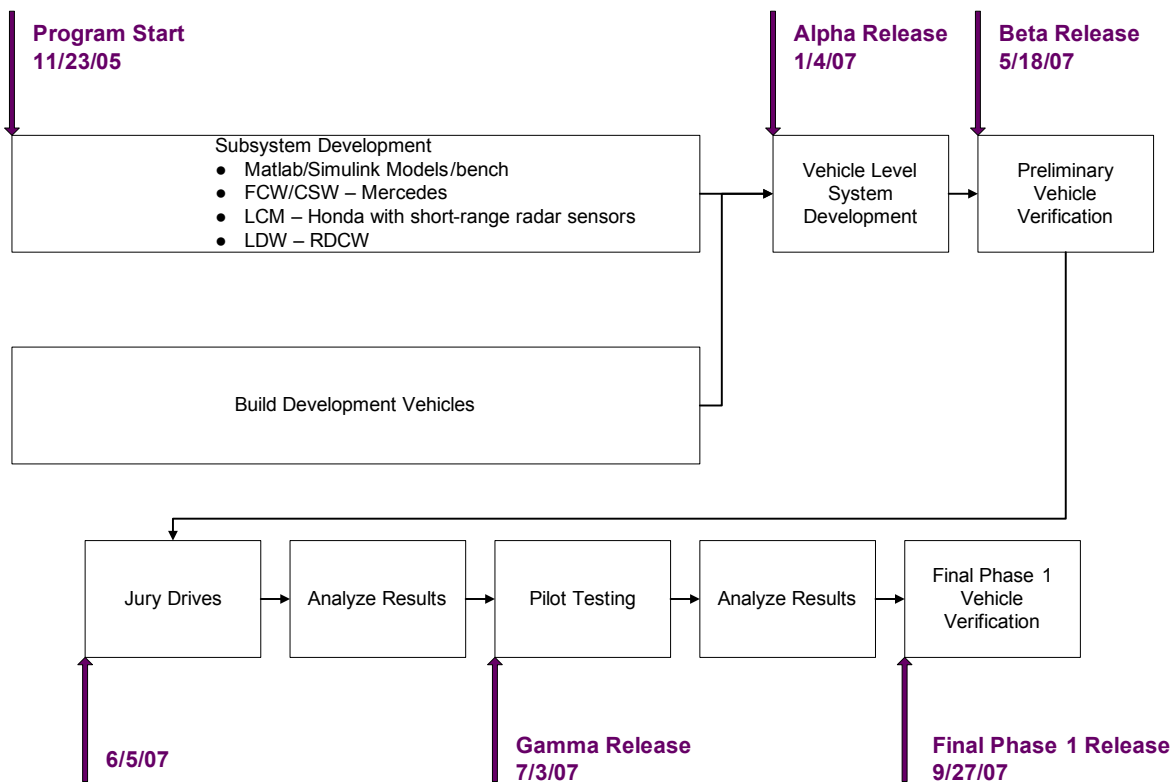 Program Start
11/23/05
Alpha Release
1/4/07
Beta Release
5/18/07
Subsystem Development
● Matlab/Simulink Models/bench
● FCW/CSW – Mercedes
● LCM – Honda with short-range radar sensors
● LDW – RDCW
Vehicle Level
System
Development
Preliminary
Vehicle
Verification
Build Development Vehicles
Jury Drives
Analyze Results
Pilot Testing
Analyze Results
Final Phase 1
Vehicle
Verification
6/5/07
Gamma Release
7/3/07
Final Phase 1 Release
9/27/07